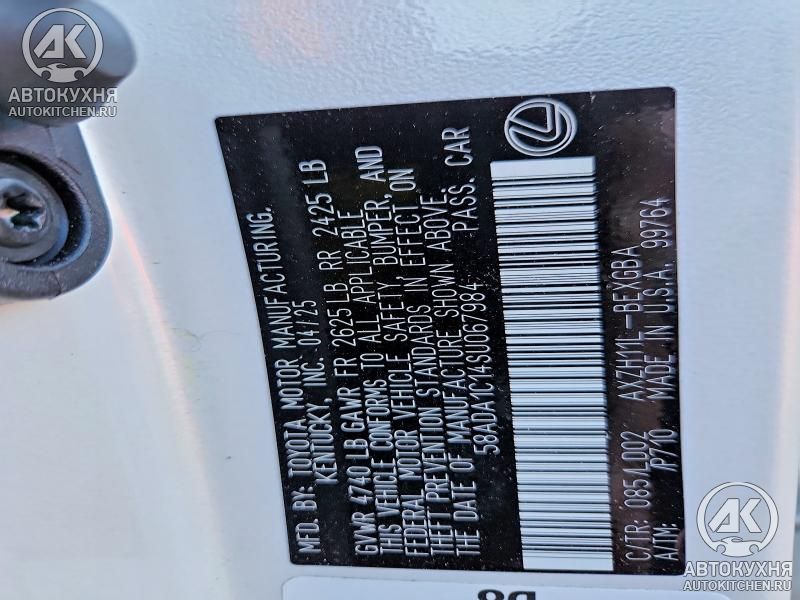 AK
АВТОКУХНЯ
AUTOKITCHEN.RU
MFD. BY: TOYOTA MOTOR MANUFACTURING,
KENTUCKY, INC. 04/25
GVWR 4740 LB GAWR FR 2625 LB RR 2425 LB
THIS VEHICLE CONFORMS TO ALL APPLICABLE
FEDERAL MOTOR VEHICLE SAFETY, BUMPER, AND
THEFT PREVENTION STANDARDS IN EFFECT ON
THE DATE OF MANUFACTURE SHOWN ABOVE.
58ADA1C14SU067984 PASS. CAR
C/TR: 085/LD02 AXZH11L-BEXGBA
A/TM: /P710 MADE IN U.S.A. 99764
AK
АВТОКУХНЯ
AUTOKITCHEN.RU